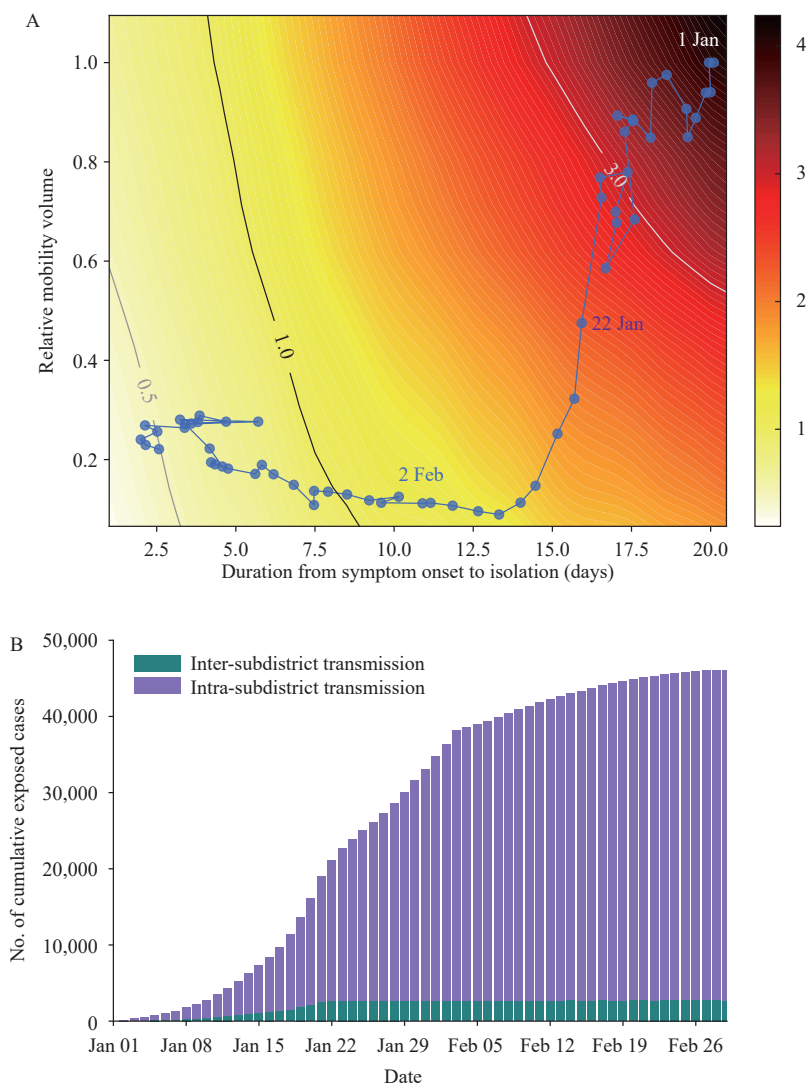 A
1 Jan
3.0
22 Jan
1.0
0.5
2 Feb
1.0
0.8
0.6
0.4
0.2
Relative mobility volume
2.5 5.0 7.5 10.0 12.5 15.0 17.5 20.0
Duration from symptom onset to isolation (days)
4
3
2
1
B
50,000
40,000
30,000
20,000
10,000
0
No. of cumulative exposed cases
Inter-subdistrict transmission
Intra-subdistrict transmission
Jan 01 Jan 08 Jan 15 Jan 22 Jan 29 Feb 05 Feb 12 Feb 19 Feb 26
Date